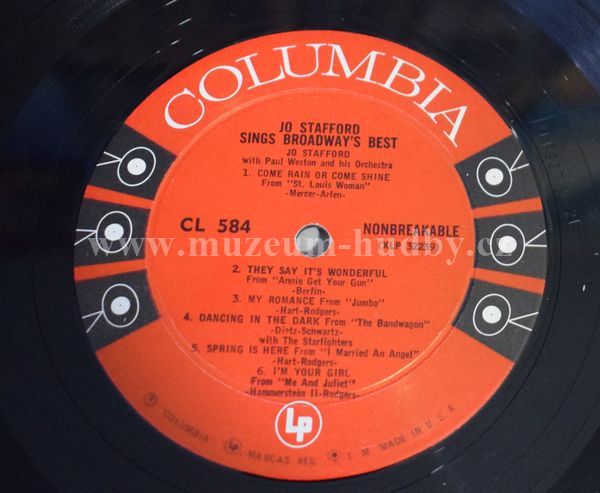 COLUMBIA
JO STAFFORD
SINGS BROADWAY'S BEST
JO STAFFORD
with Paul Weston and his Orchestra
1. COME RAIN OR COME SHINE
From "St. Louis Woman"
-Mercer-Arlen-
CL 584
NONBREAKABLE
(XLP 32239)
www.muzeum-hudby.cz
2. THEY SAY IT'S WONDERFUL
From "Annie Get Your Gun"
-Berlin-
3. MY ROMANCE From "Jumbo"
-Hart-Rodgers-
4. DANCING IN THE DARK From "The Bandwagon"
-Dietz-Schwartz-
with The Starfighters
5. SPRING IS HERE From "I Married An Angel"
-Hart-Rodgers-
6. I'M YOUR GIRL
From "Me And Juliet"
-Hammerstein II-Rodgers-
Lp
® COLUMBIA ® MARCAS REG. T. M. MADE IN U.S.A.